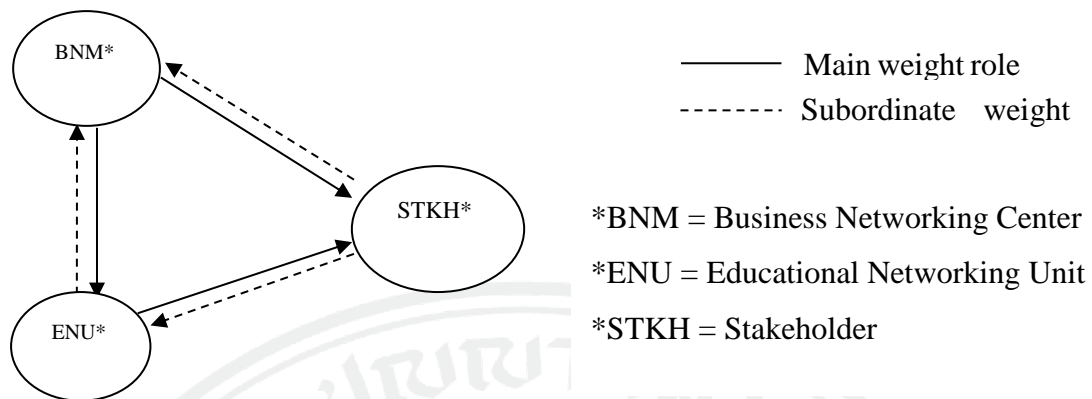 BNM*
Main weight role
Subordinate weight
STKH*
*BNM = Business Networking Center
*ENU = Educational Networking Unit
*STKH = Stakeholder
ENU*